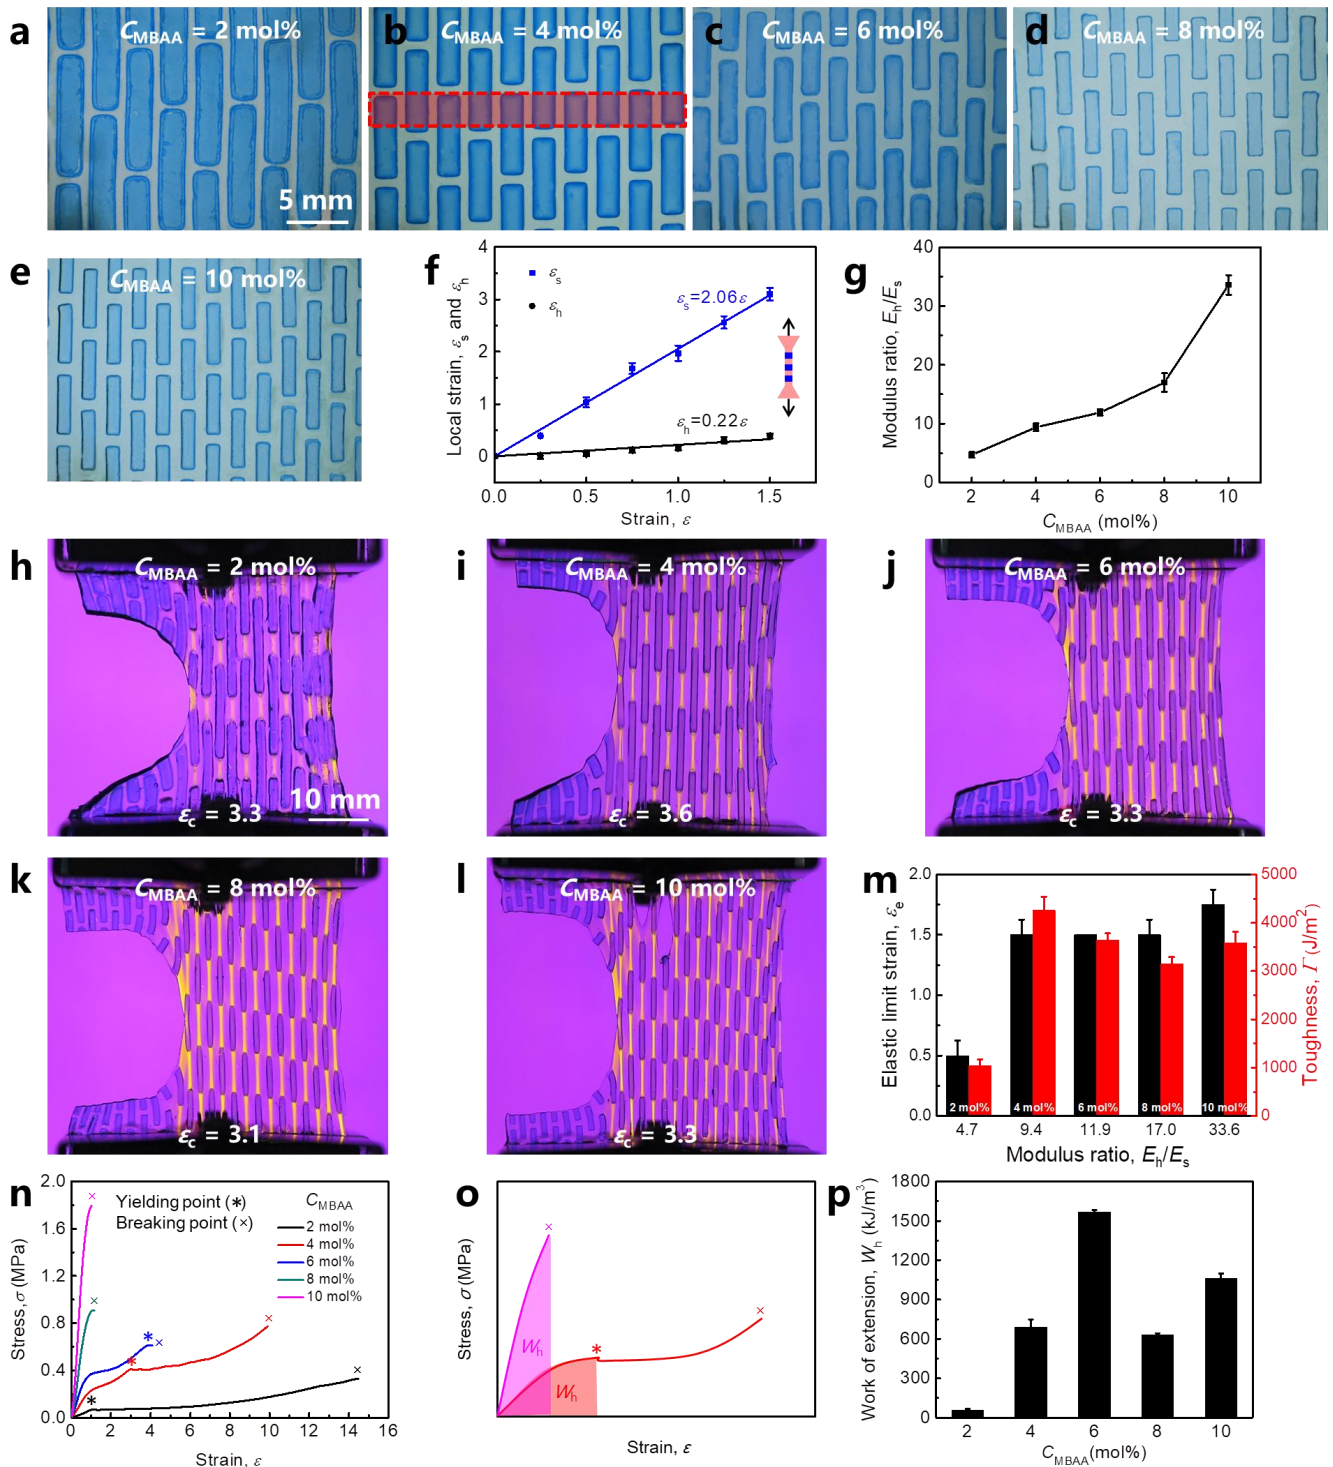 a
C_MBAA = 2 mol%
5 mm
b
C_MBAA = 4 mol%
c
C_MBAA = 6 mol%
d
C_MBAA = 8 mol%
e
C_MBAA = 10 mol%
f
Local strain, ε_s and ε_h
4
3
2
1
0
ε_s
ε_h
ε_s=2.06ε
ε_h=0.22ε
0.0 0.5 1.0 1.5
Strain, ε
g
Modulus ratio, E_h/E_s
40
30
20
10
0
2 4 6 8 10
C_MBAA (mol%)
h
C_MBAA = 2 mol%
ε_c = 3.3
10 mm
i
C_MBAA = 4 mol%
ε_c = 3.6
j
C_MBAA = 6 mol%
ε_c = 3.3
k
C_MBAA = 8 mol%
ε_c = 3.1
l
C_MBAA = 10 mol%
ε_c = 3.3
m
Elastic limit strain, ε_e
2.0
1.5
1.0
0.5
0.0
5000
4000
3000
2000
1000
0
Toughness, Γ (J/m²)
2 mol% 4 mol% 6 mol% 8 mol% 10 mol%
4.7 9.4 11.9 17.0 33.6
Modulus ratio, E_h/E_s
n
Stress, σ (MPa)
2.0
1.6
1.2
0.8
0.4
0.0
Yielding point (*)
Breaking point (×)
C_MBAA
2 mol%
4 mol%
6 mol%
8 mol%
10 mol%
0 2 4 6 8 10 12 14 16
Strain, ε
o
Stress, σ (MPa)
W_h
W_h
Strain, ε
p
Work of extension, W_h (kJ/m³)
1800
1500
1200
900
600
300
0
2 4 6 8 10
C_MBAA(mol%)